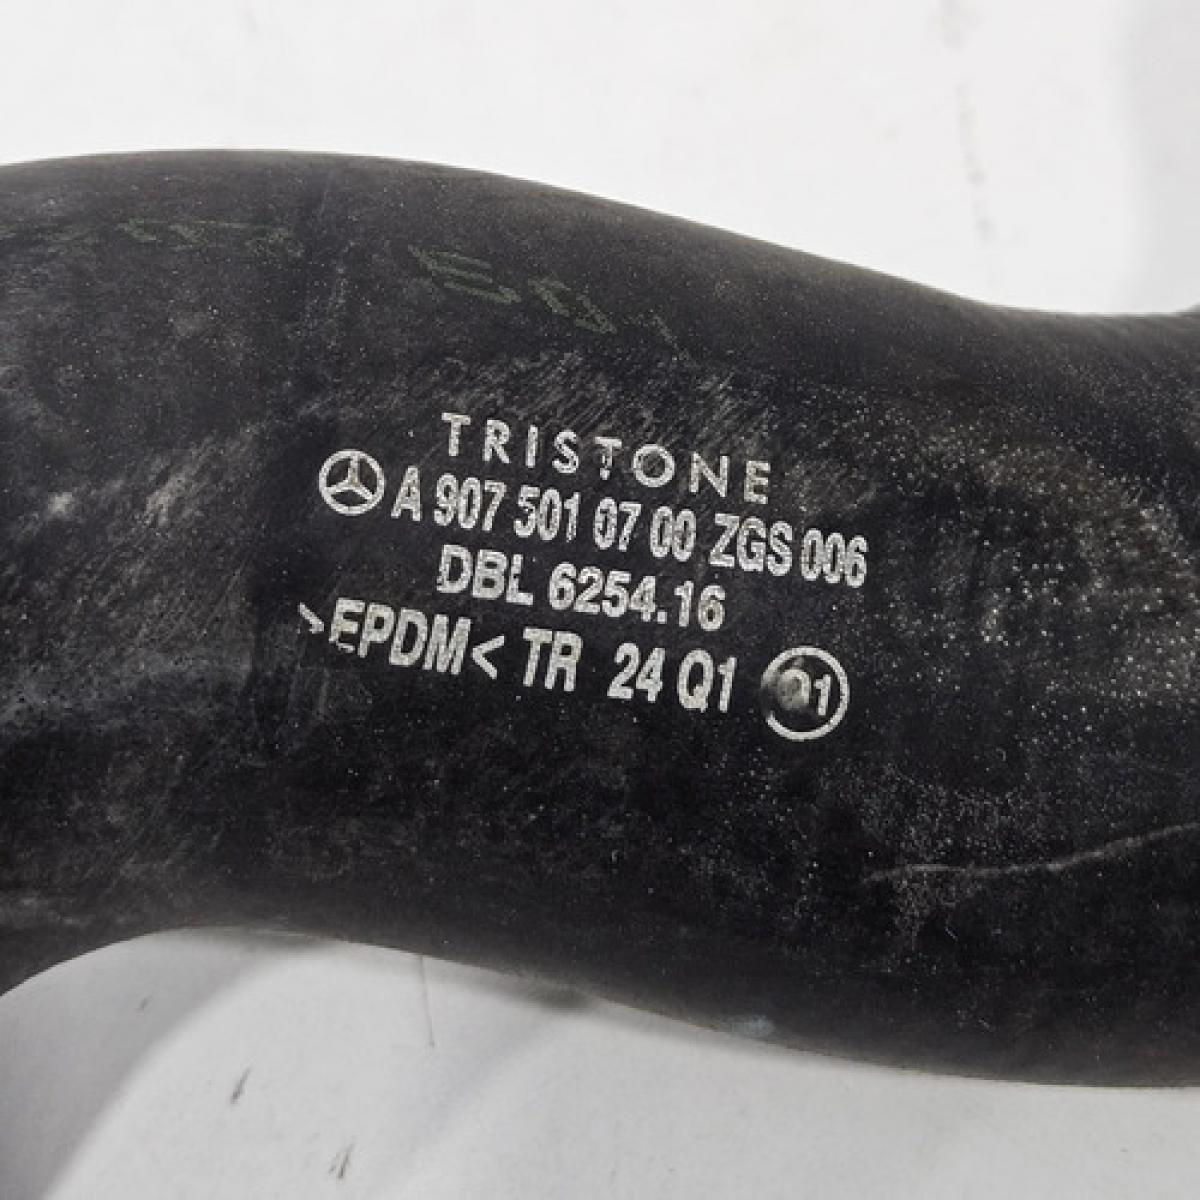 TRISTONE
A 907 501 07 00 ZGS 006
DBL 6254.16
>EPDM< TR 24 Q1